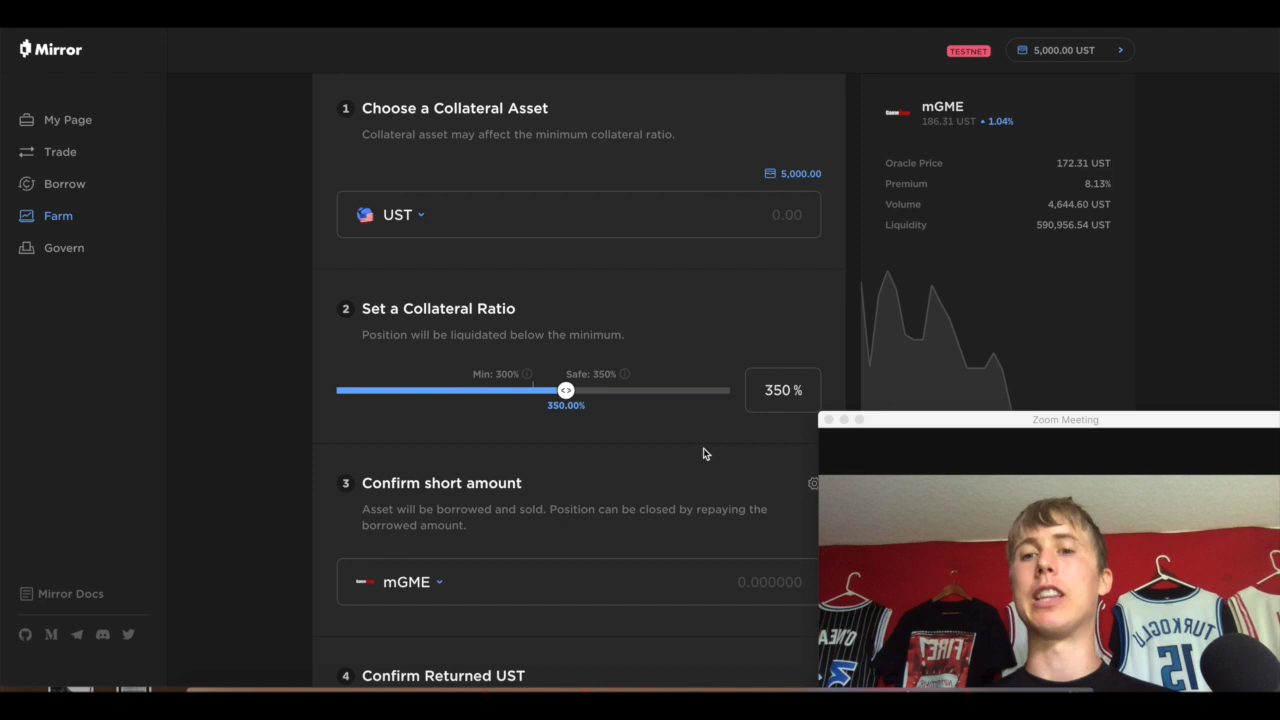 Mirror
TESTNET
5,000.00 UST
My Page
Trade
Borrow
Farm
Govern
Mirror Docs
1 Choose a Collateral Asset
Collateral asset may affect the minimum collateral ratio.
5,000.00
UST 0.00
2 Set a Collateral Ratio
Position will be liquidated below the minimum.
Min: 300% Safe: 350%
350.00%
350 %
3 Confirm short amount
Asset will be borrowed and sold. Position can be closed by repaying the
borrowed amount.
mGME 0.000000
4 Confirm Returned UST
mGME
186.31 UST 1.04%
Oracle Price 172.31 UST
Premium 8.13%
Volume 4,644.60 UST
Liquidity 590,956.54 UST
Zoom Meeting
O'NEA
FIRE
TURKOGLU
15